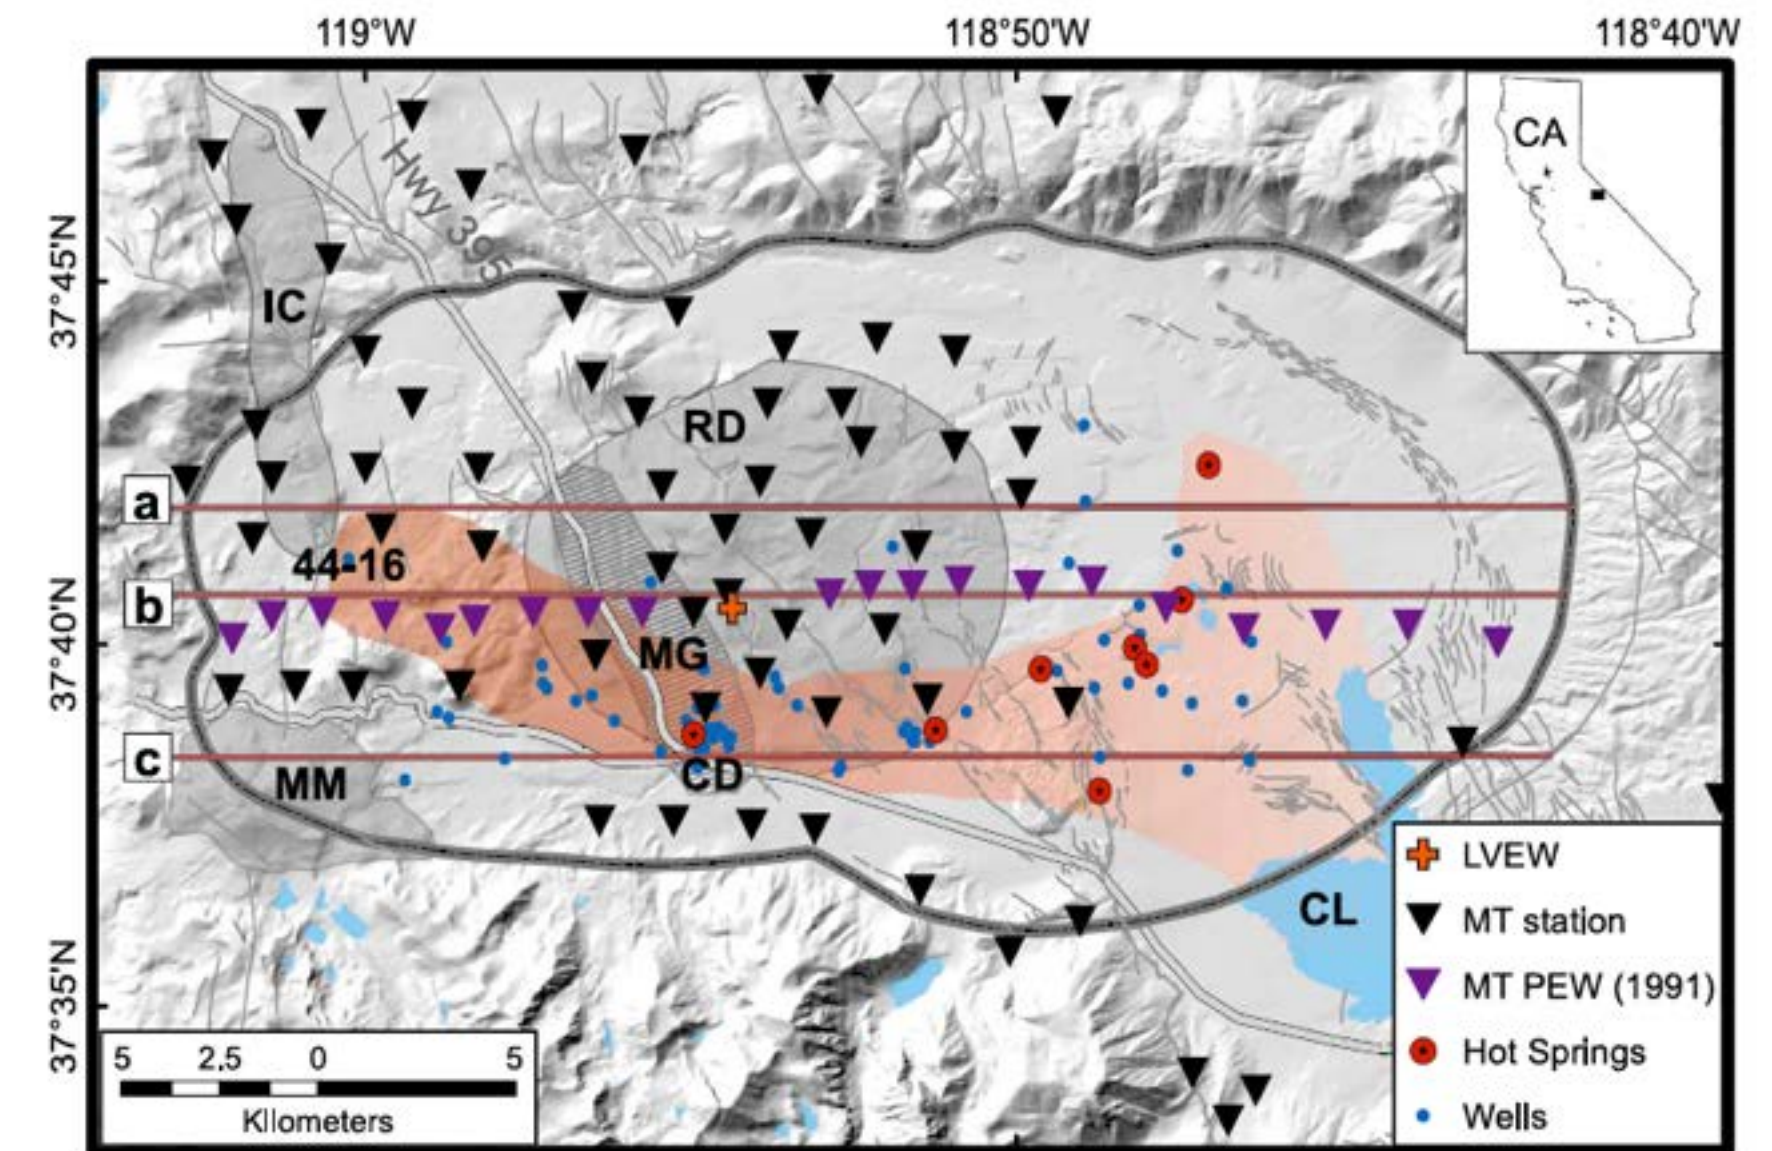 119°W
118°50'W
118°40'W
CA
Hwy 395
37°45'N
IC
RD
a
44-16
b
37°40'N
MG
c
CD
MM
CL
LVEW
MT station
MT PEW (1991)
Hot Springs
Wells
37°35'N
5 2.5 0 5
KIlometers